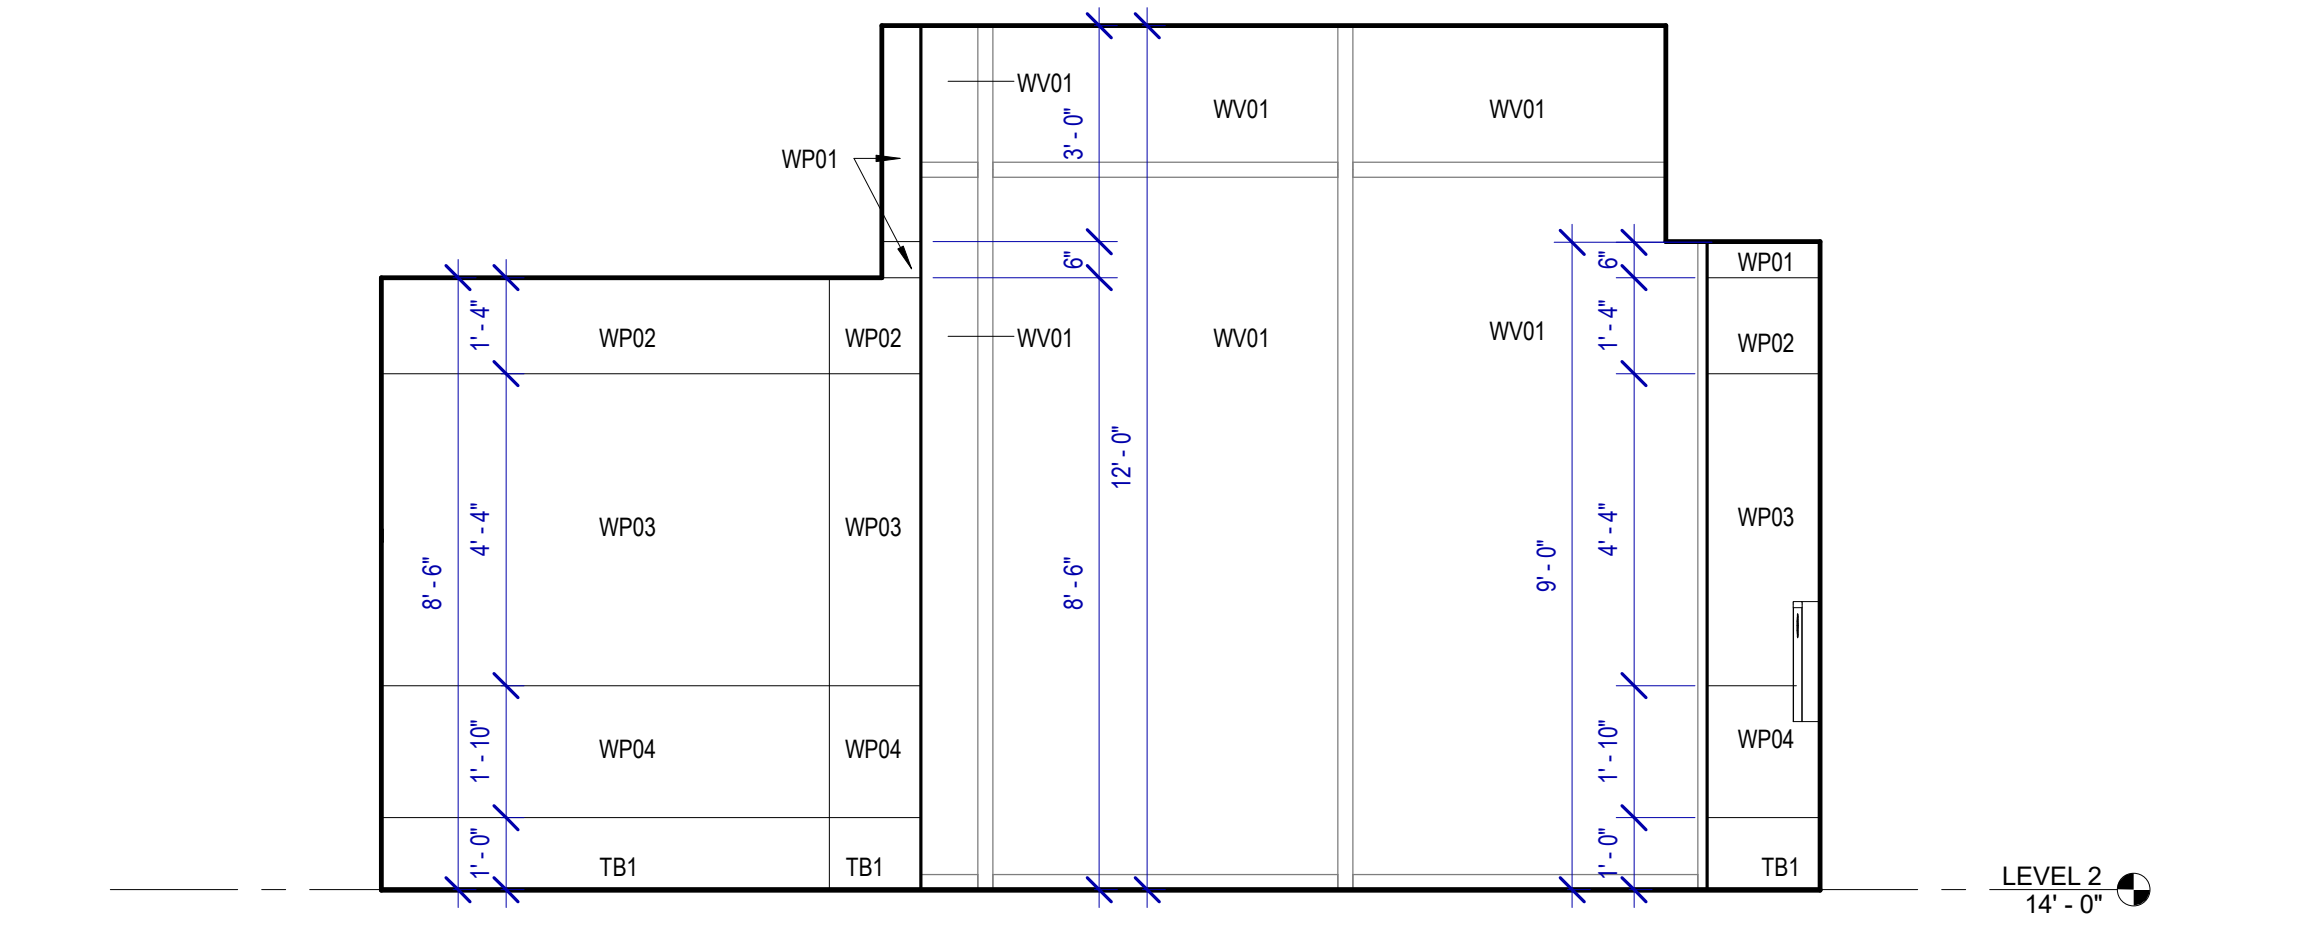 WV01
WV01
WV01
3' - 0"
WP01
6"
6"
WP01
1' - 4"
WP02
WP02
WV01
WV01
WV01
1' - 4"
WP02
12' - 0"
4' - 4"
WP03
WP03
4' - 4"
WP03
8' - 6"
8' - 6"
9' - 0"
1' - 10"
WP04
WP04
1' - 10"
WP04
1' - 0"
TB1
TB1
1' - 0"
TB1
LEVEL 2
14' - 0"